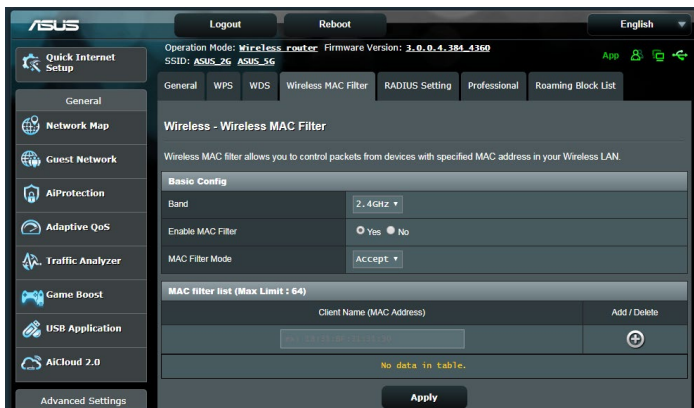 ASUS
Logout
Reboot
English
Quick Internet Setup
Operation Mode: Wireless router Firmware Version: 3.0.0.4.384_4360
SSID: ASUS_2G ASUS_5G
App
General
WPS
WDS
Wireless MAC Filter
RADIUS Setting
Professional
Roaming Block List
General
Network Map
Guest Network
AiProtection
Adaptive QoS
Traffic Analyzer
Game Boost
USB Application
AiCloud 2.0
Advanced Settings
Wireless - Wireless MAC Filter
Wireless MAC filter allows you to control packets from devices with specified MAC address in your Wireless LAN.
Basic Config
Band
2.4GHz
Enable MAC Filter
Yes No
MAC Filter Mode
Accept
MAC filter list (Max Limit : 64)
Client Name (MAC Address)
Add / Delete
No data in table.
Apply